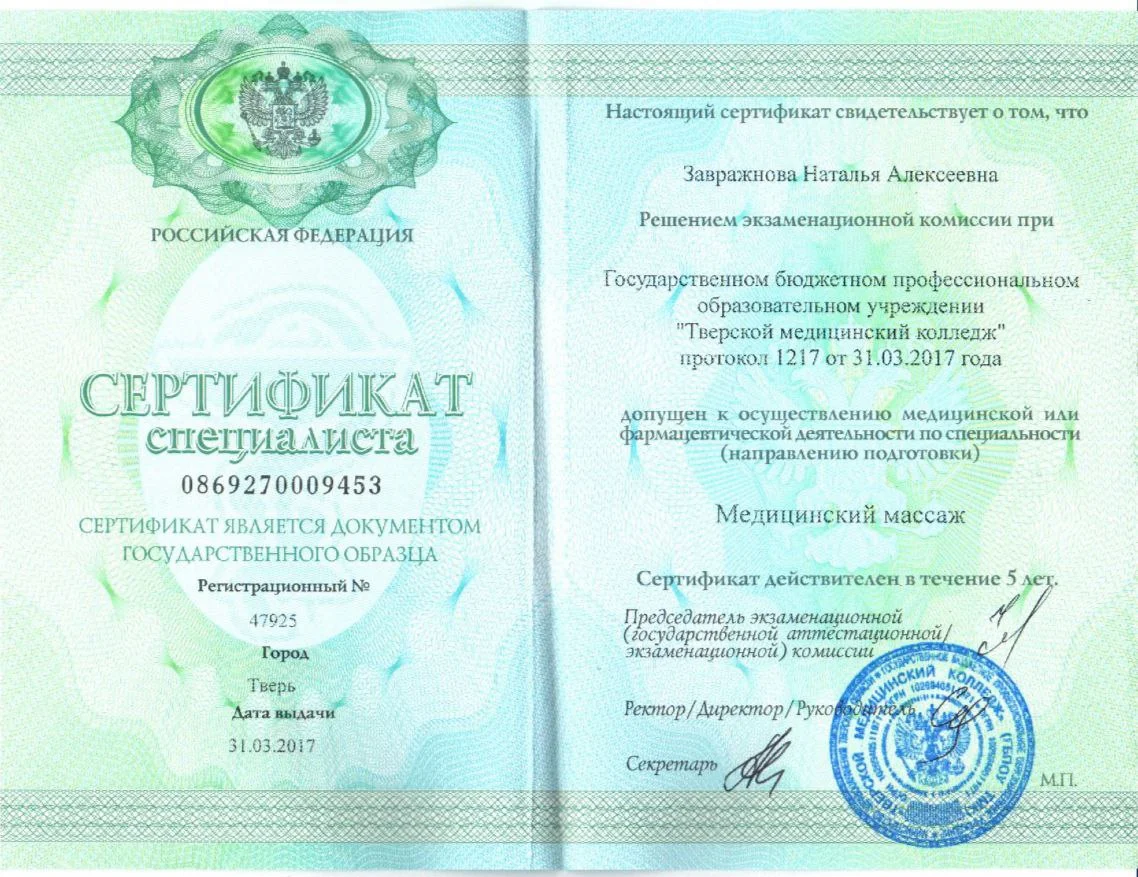 РОССИЙСКАЯ ФЕДЕРАЦИЯ
СЕРТИФИКАТ
специалиста
0869270009453
СЕРТИФИКАТ ЯВЛЯЕТСЯ ДОКУМЕНТОМ
ГОСУДАРСТВЕННОГО ОБРАЗЦА
Регистрационный №
47925
Город
Тверь
Дата выдачи
31.03.2017
Настоящий сертификат свидетельствует о том, что
Завражнова Наталья Алексеевна
Решением экзаменационной комиссии при
Государственном бюджетном профессиональном
образовательном учреждении
"Тверской медицинский колледж"
протокол 1217 от 31.03.2017 года
допущен к осуществлению медицинской или
фармацевтической деятельности по специальности
(направлению подготовки)
Медицинский массаж
Сертификат действителен в течение 5 лет.
Председатель экзаменационной
(государственной аттестационной/
экзаменационной) комиссии
Ректор/Директор/Руководитель
Секретарь
М.П.
ТВЕРСКОЙ МЕДИЦИНСКИЙ КОЛЛЕДЖ